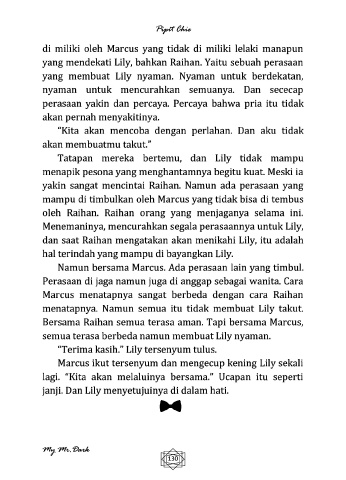 Pipit Chie
di miliki oleh Marcus yang tidak di miliki lelaki manapun
yang mendekati Lily, bahkan Raihan. Yaitu sebuah perasaan
yang membuat Lily nyaman. Nyaman untuk berdekatan,
nyaman untuk mencurahkan semuanya. Dan sececap
perasaan yakin dan percaya. Percaya bahwa pria itu tidak
akan pernah menyakitinya.
“Kita akan mencoba dengan perlahan. Dan aku tidak
akan membuatmu takut.”
Tatapan mereka bertemu, dan Lily tidak mampu
menapik pesona yang menghantamnya begitu kuat. Meski ia
yakin sangat mencintai Raihan. Namun ada perasaan yang
mampu di timbulkan oleh Marcus yang tidak bisa di tembus
oleh Raihan. Raihan orang yang menjaganya selama ini.
Menemaninya, mencurahkan segala perasaannya untuk Lily,
dan saat Raihan mengatakan akan menikahi Lily, itu adalah
hal terindah yang mampu di bayangkan Lily.
Namun bersama Marcus. Ada perasaan lain yang timbul.
Perasaan di jaga namun juga di anggap sebagai wanita. Cara
Marcus menatapnya sangat berbeda dengan cara Raihan
menatapnya. Namun semua itu tidak membuat Lily takut.
Bersama Raihan semua terasa aman. Tapi bersama Marcus,
semua terasa berbeda namun membuat Lily nyaman.
“Terima kasih.” Lily tersenyum tulus.
Marcus ikut tersenyum dan mengecup kening Lily sekali
lagi. “Kita akan melaluinya bersama.” Ucapan itu seperti
janji. Dan Lily menyetujuinya di dalam hati.
My Mr.Dark
130